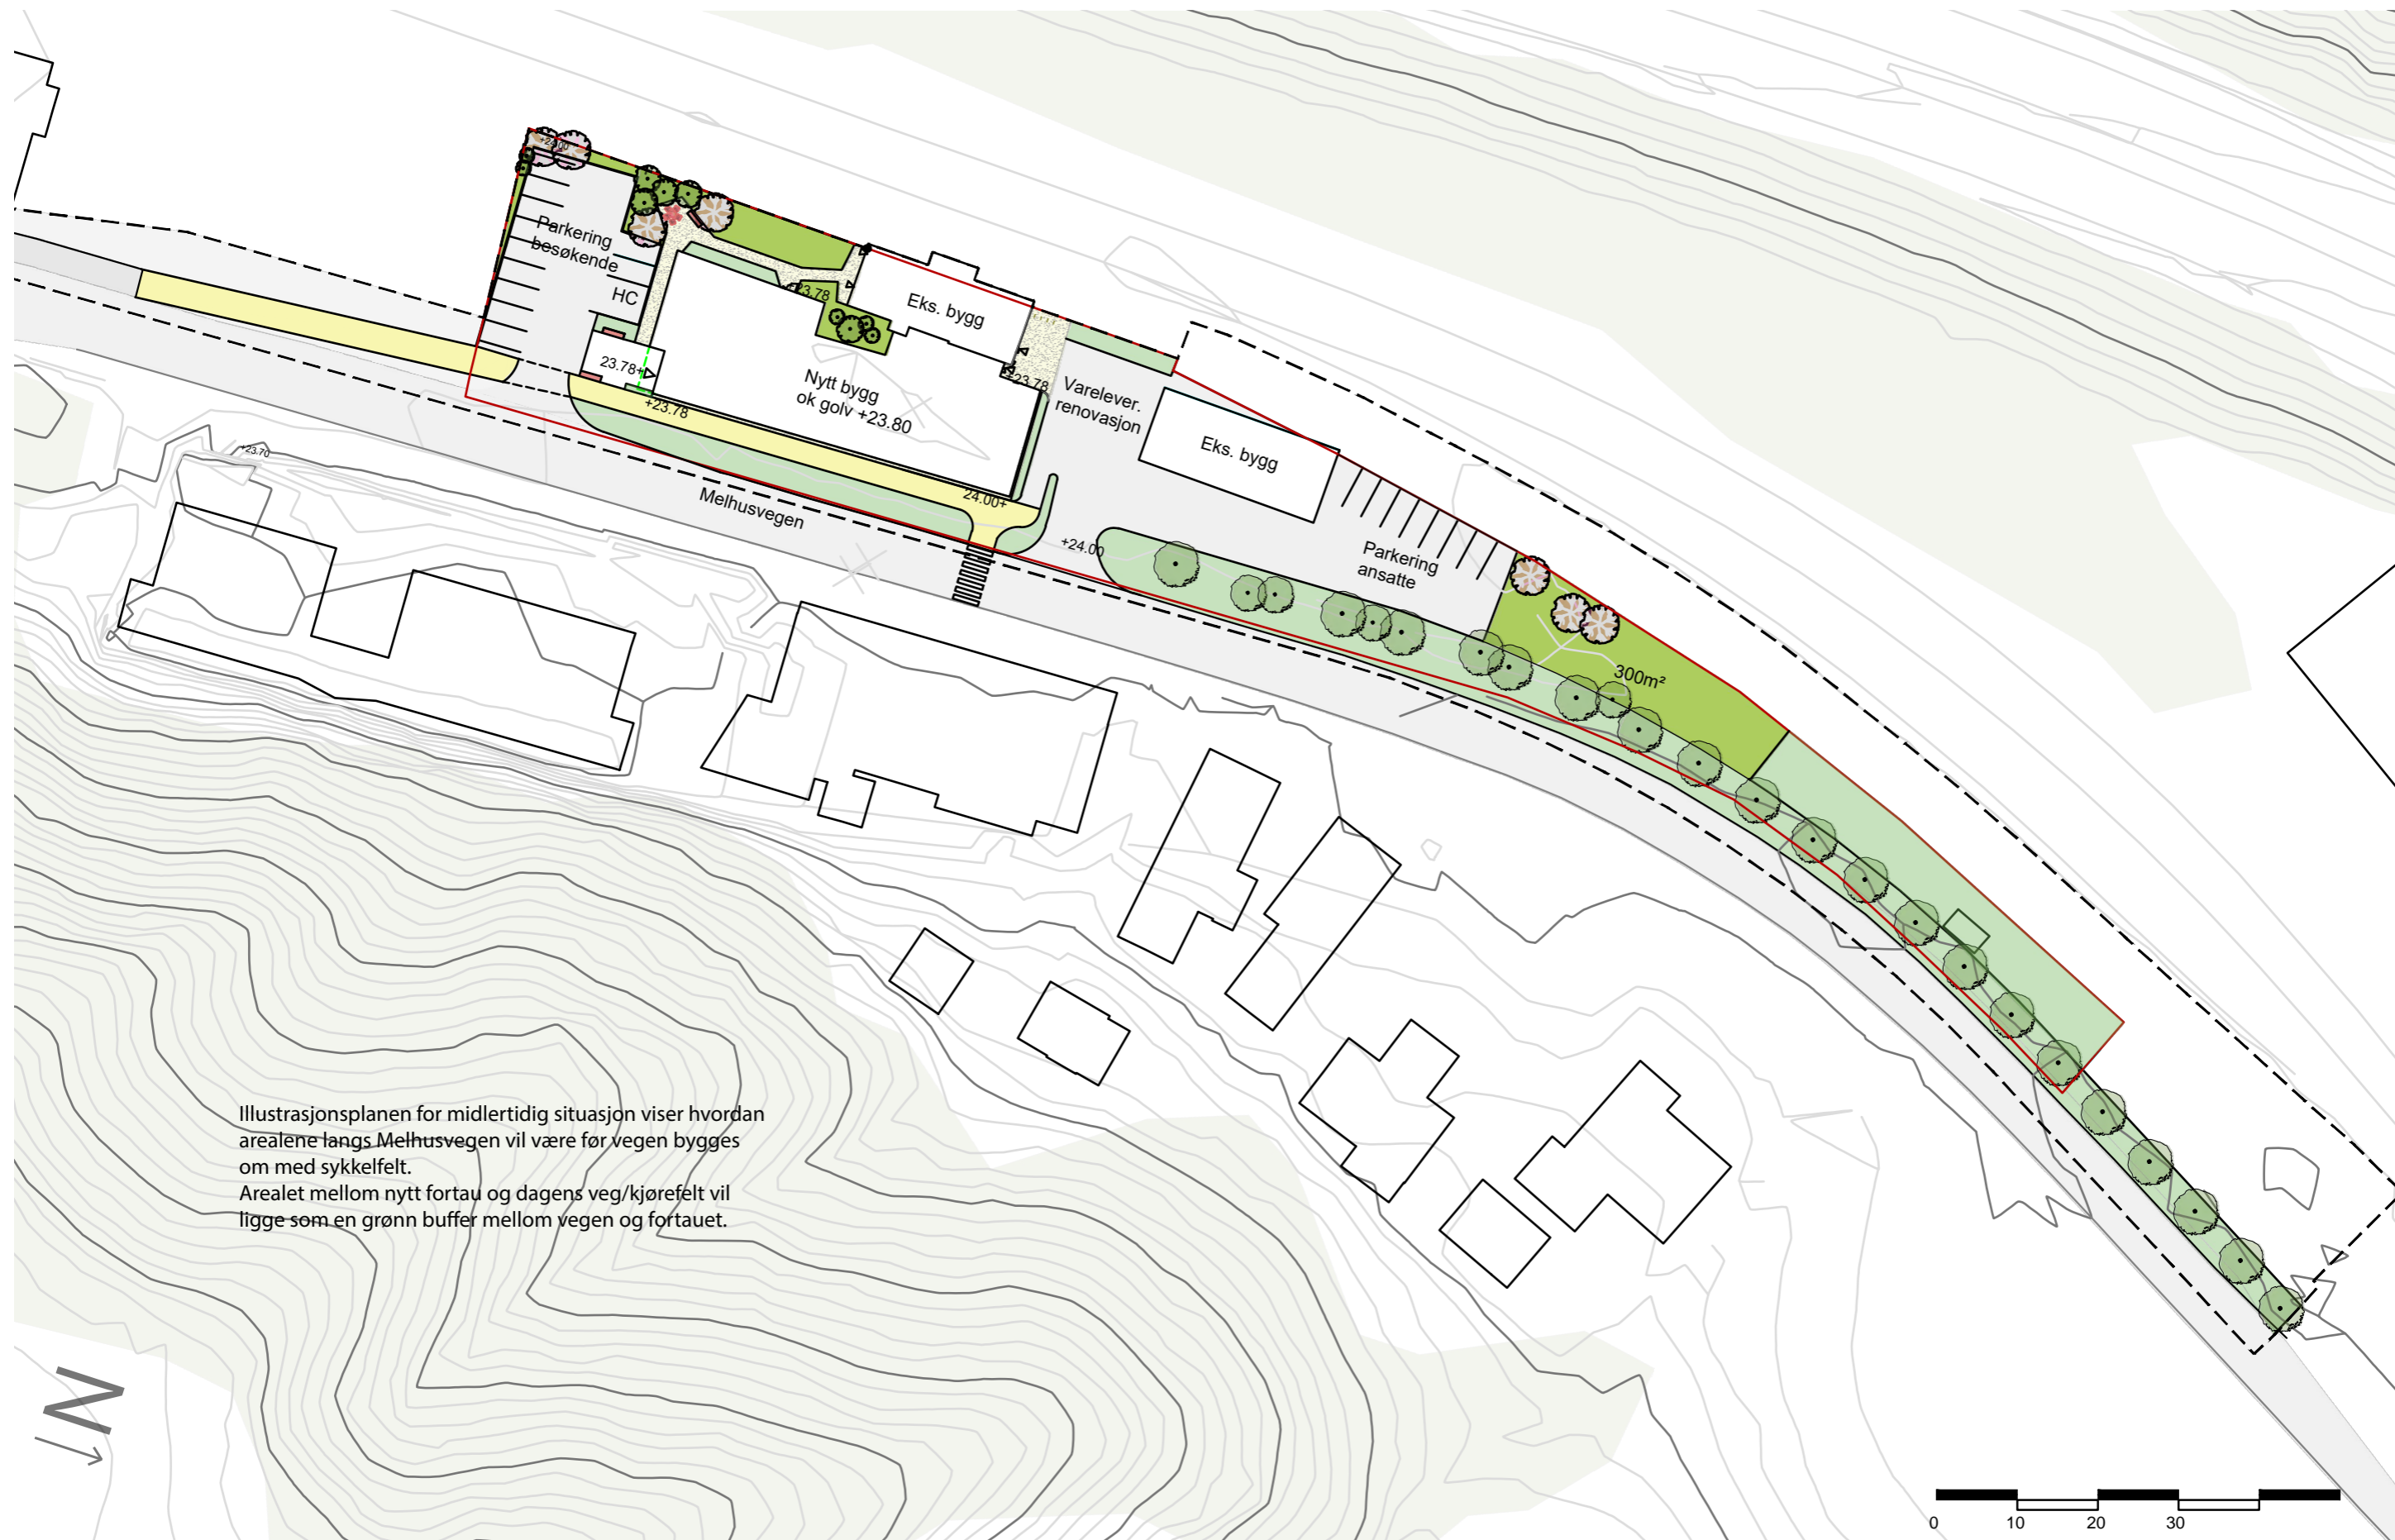 +24.00
Parkering
besøkende
HC
+23.78
Eks. bygg
23.78+
+23.78
Nytt bygg
ok golv +23.80
+23.78
Varelever.
renovasjon
Eks. bygg
+23.70
Melhusvegen
24.00+
+24.00
Parkering
ansatte
300m²
Illustrasjonsplanen for midlertidig situasjon viser hvordan
arealene langs Melhusvegen vil være før vegen bygges
om med sykkelfelt.
Arealet mellom nytt fortau og dagens veg/kjørefelt vil
ligge som en grønn buffer mellom vegen og fortauet.
N
0 10 20 30